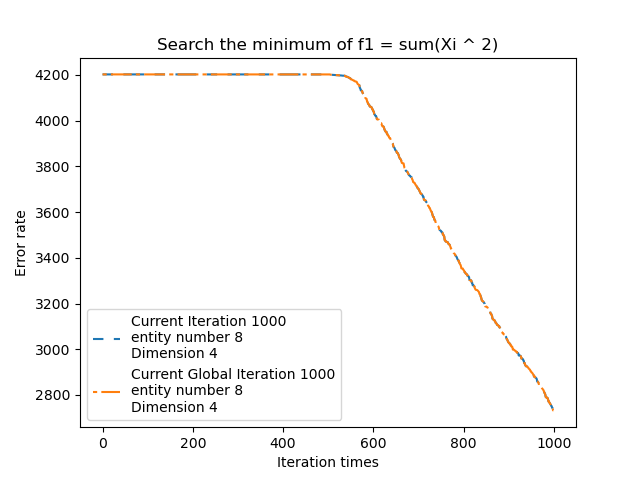 Search the minimum of f1 = sum(Xi ^ 2)
Error rate
4200
4000
3800
3600
3400
3200
3000
2800
Current Iteration 1000
entity number 8
Dimension 4
Current Global Iteration 1000
entity number 8
Dimension 4
0 200 400 600 800 1000
Iteration times